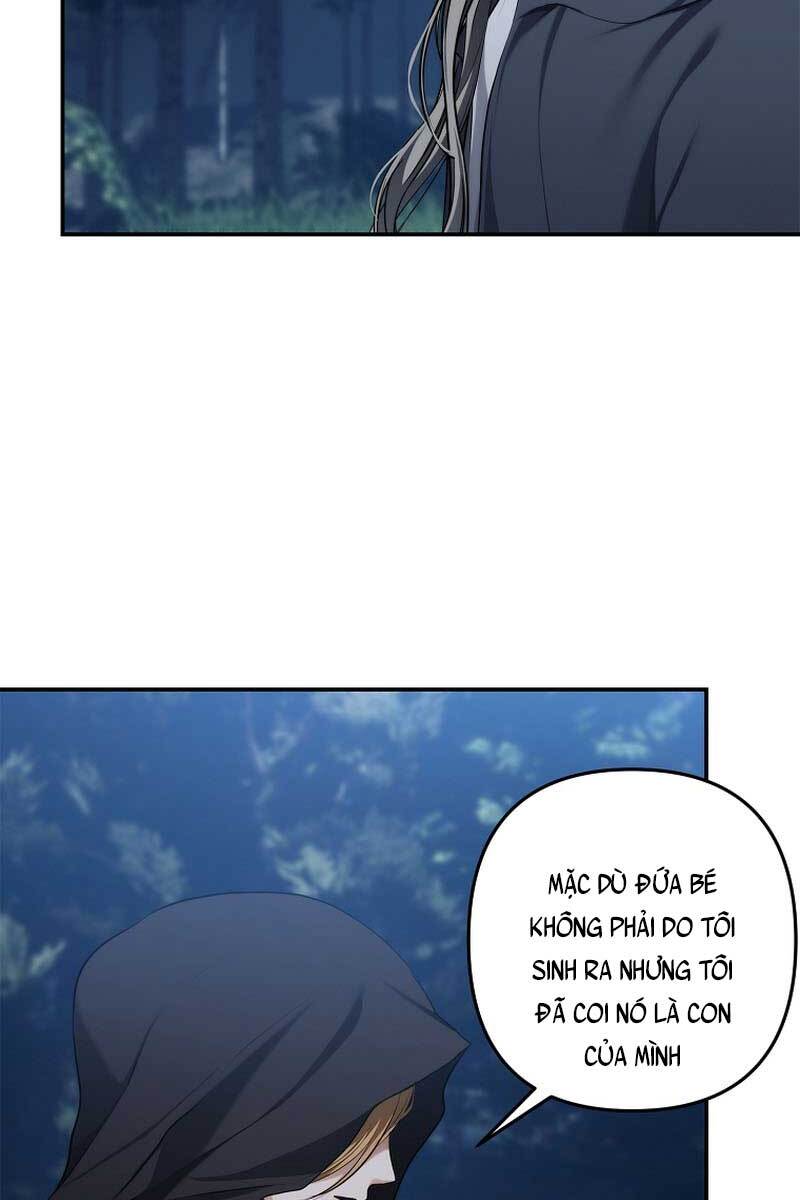 MẶC DÙ ĐỨA BÉ
KHÔNG PHẢI DO TÔI
SINH RA NHƯNG TÔI
ĐÃ COI NÓ LÀ CON
CỦA MÌNH